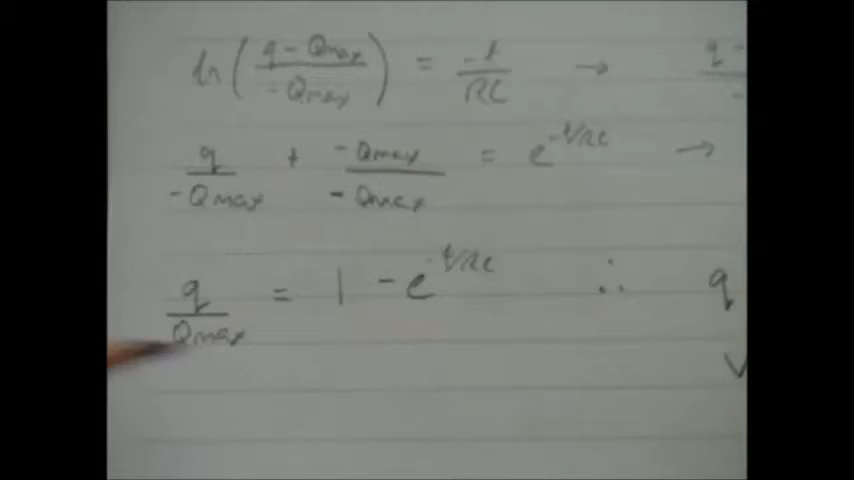 ln((q - Qmax)/(-Qmax)) = -t/RC → q -/-
q/(-Qmax) + (-Qmax)/(-Qmax) = e^(-t/RC) →
q/Qmax = 1 - e^(-t/RC) ∴ q
V